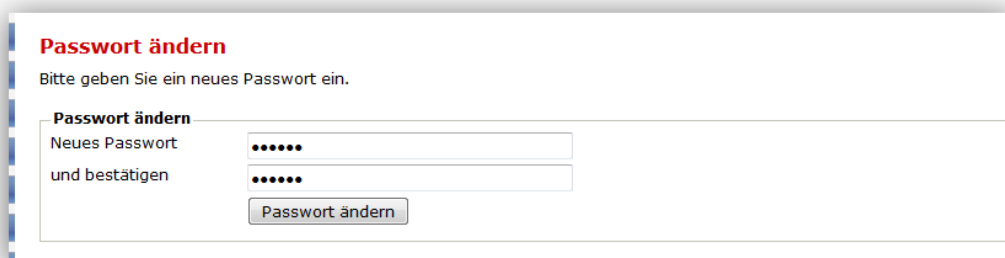 Passwort ändern
Bitte geben Sie ein neues Passwort ein.
Passwort ändern
Neues Passwort ••••••
und bestätigen ••••••
Passwort ändern